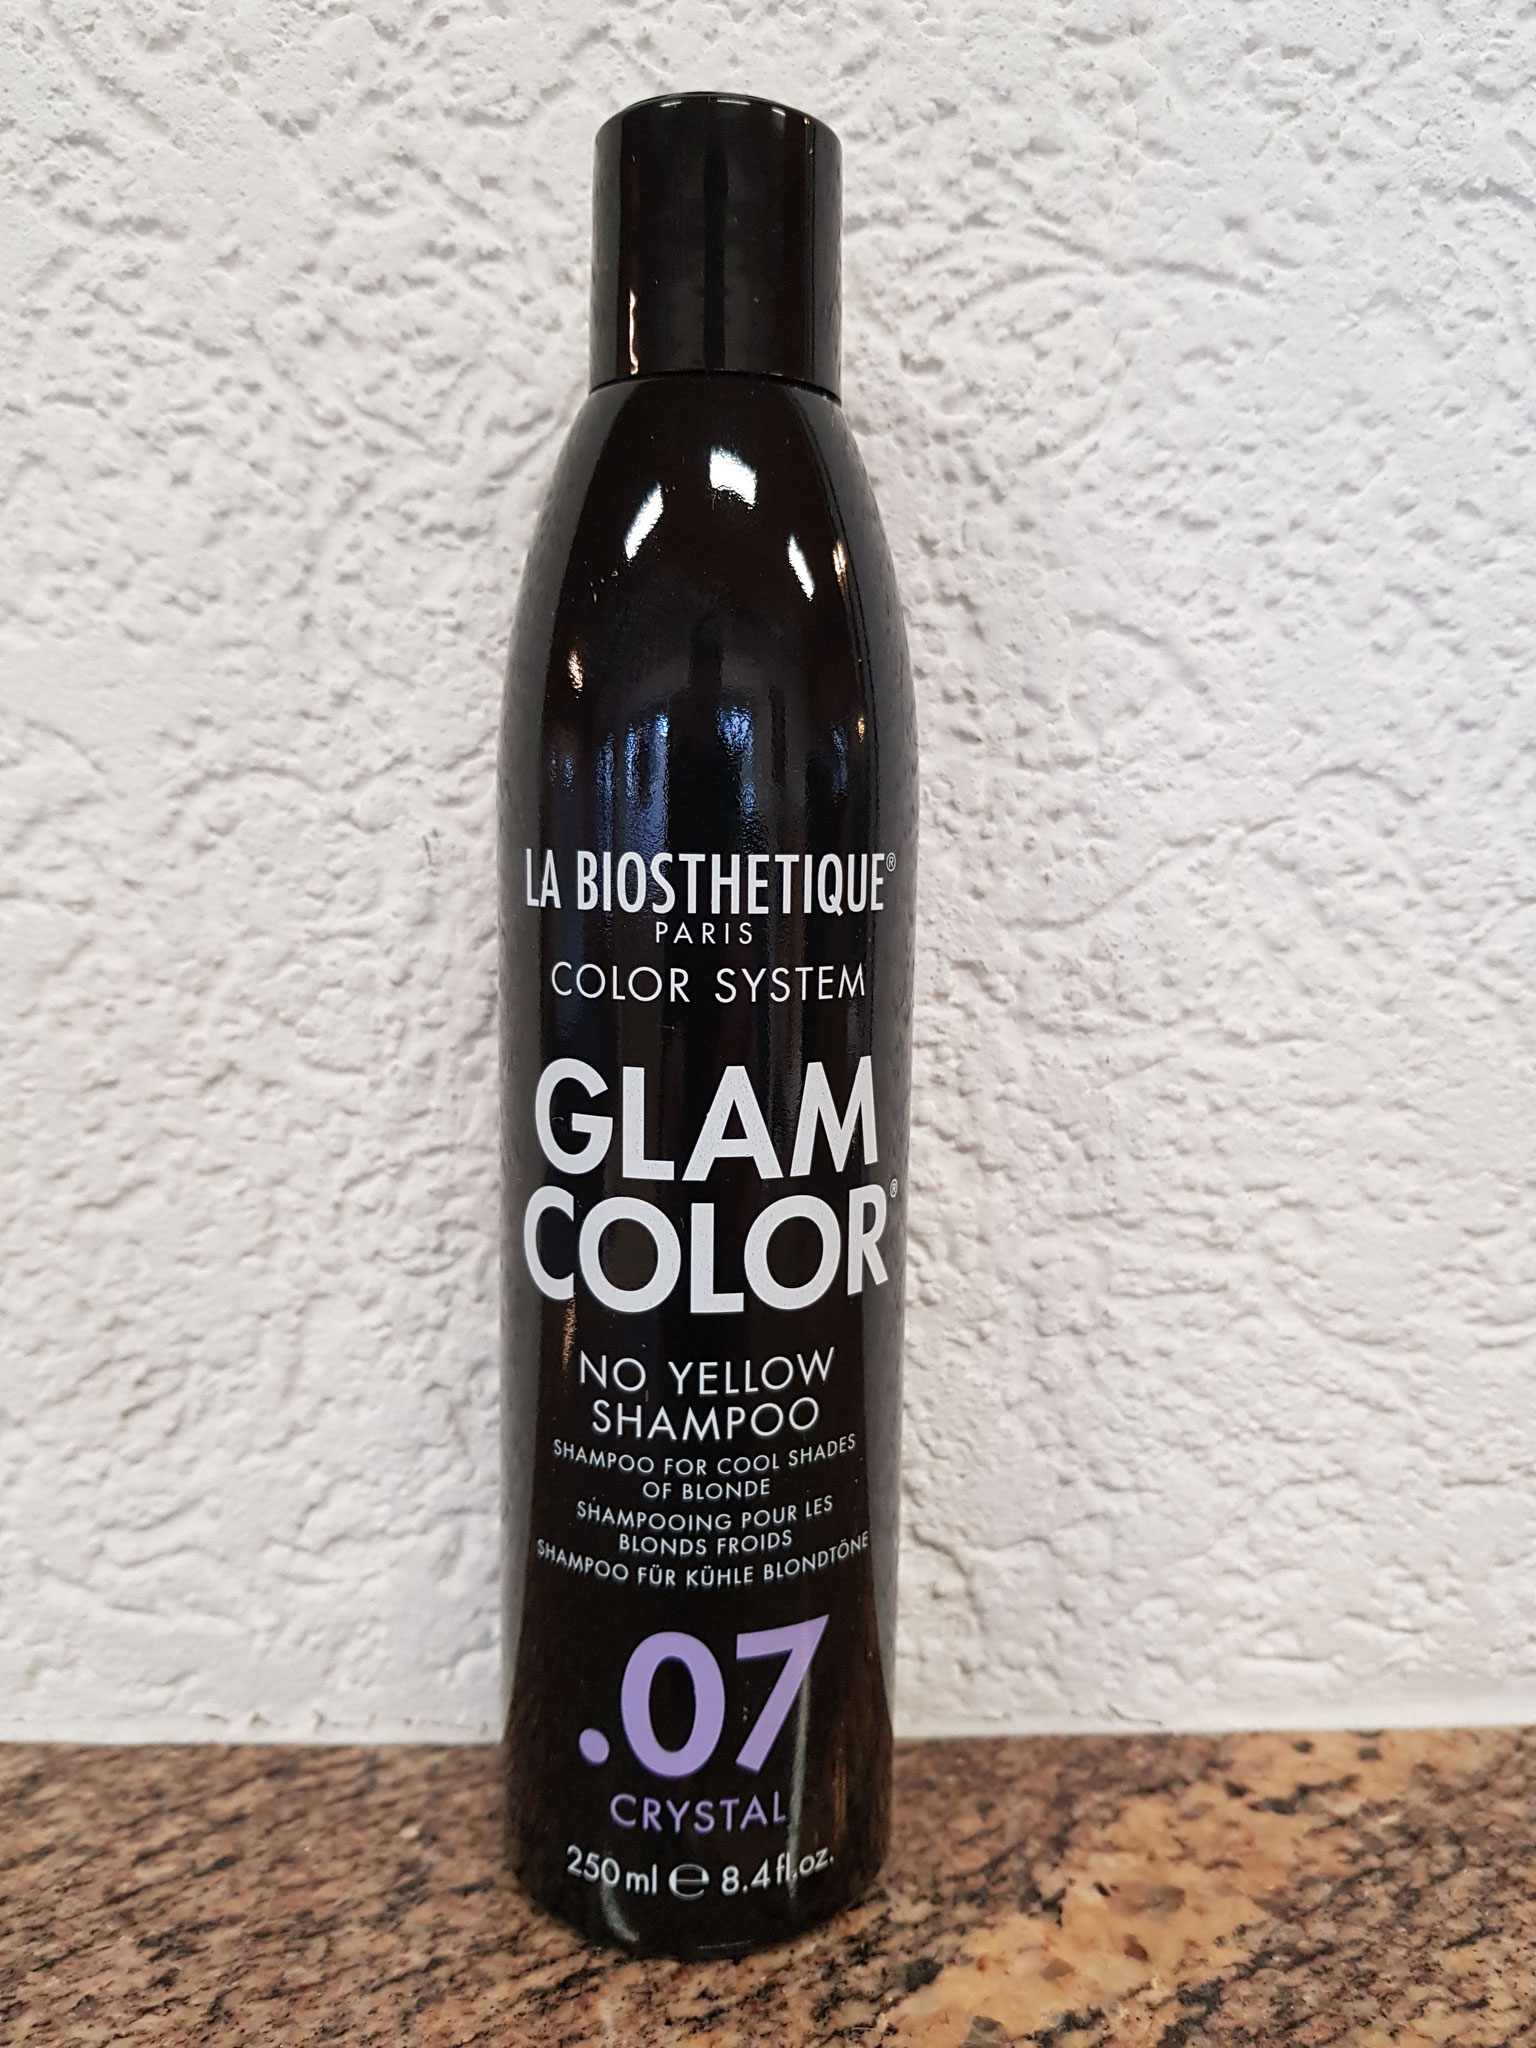 LA BIOSTHETIQUE®
PARIS
COLOR SYSTEM
GLAM
COLOR®
NO YELLOW
SHAMPOO
SHAMPOO FOR COOL SHADES
OF BLONDE
SHAMPOOING POUR LES
BLONDS FROIDS
SHAMPOO FÜR KÜHLE BLONDTÖNE
.07
CRYSTAL
250 ml ℮ 8.4 fl.oz.